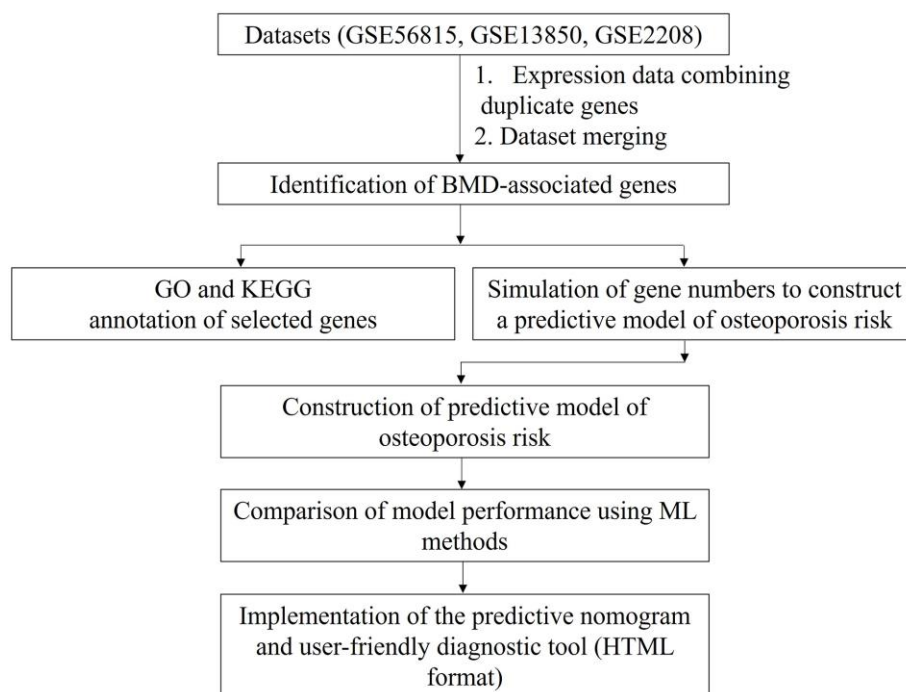 Datasets (GSE56815, GSE13850, GSE2208)
1. Expression data combining
duplicate genes
2. Dataset merging
Identification of BMD-associated genes
GO and KEGG
annotation of selected genes
Simulation of gene numbers to construct
a predictive model of osteoporosis risk
Construction of predictive model of
osteoporosis risk
Comparison of model performance using ML
methods
Implementation of the predictive nomogram
and user-friendly diagnostic tool (HTML
format)